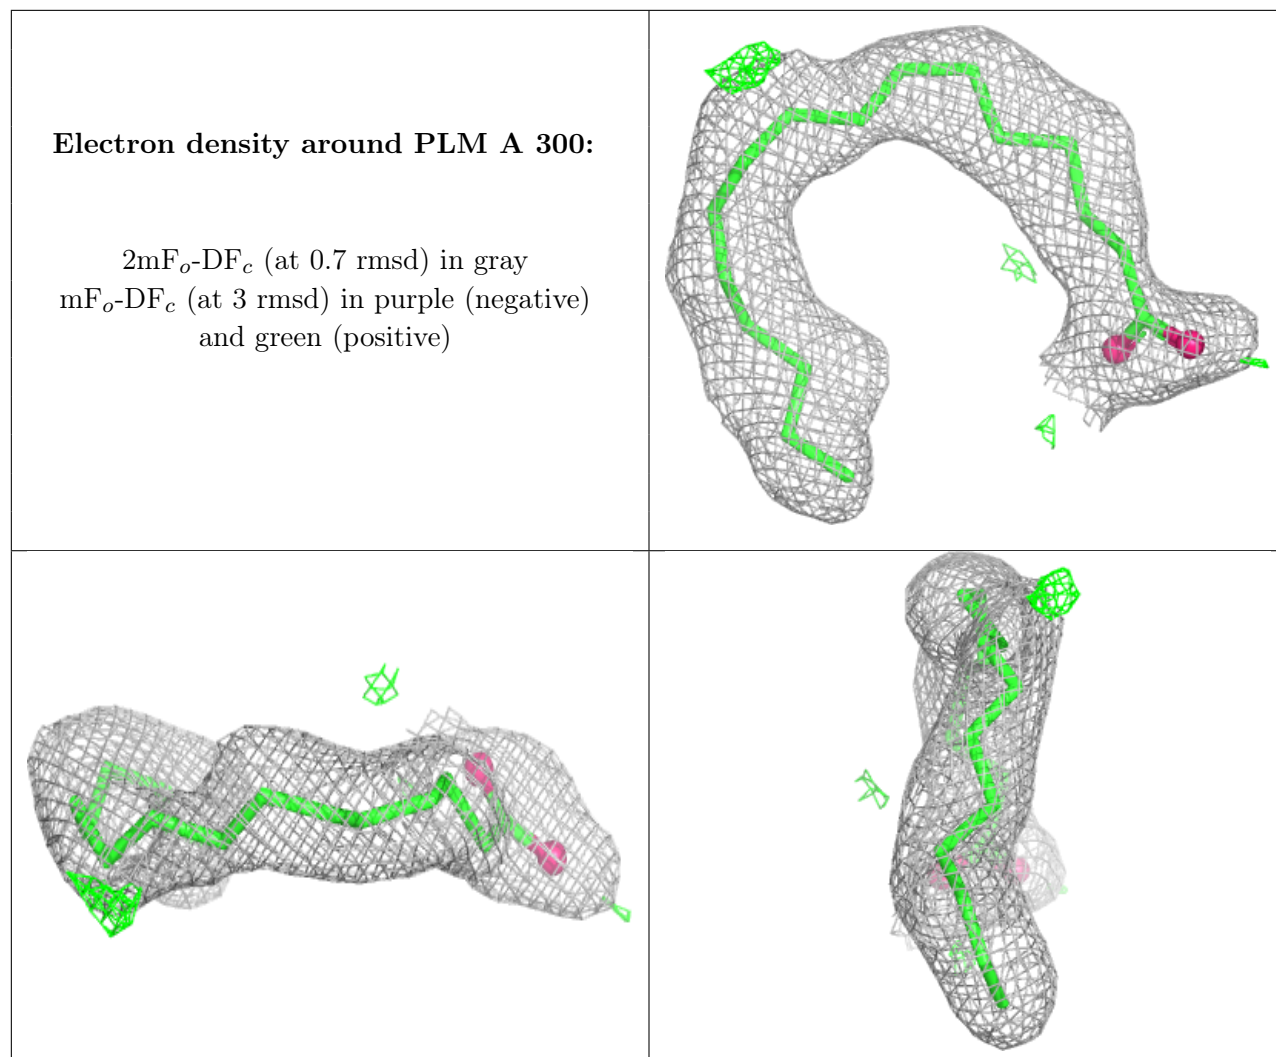 Electron density around PLM A 300:
2mFo-DFc (at 0.7 rmsd) in gray
mFo-DFc (at 3 rmsd) in purple (negative)
and green (positive)